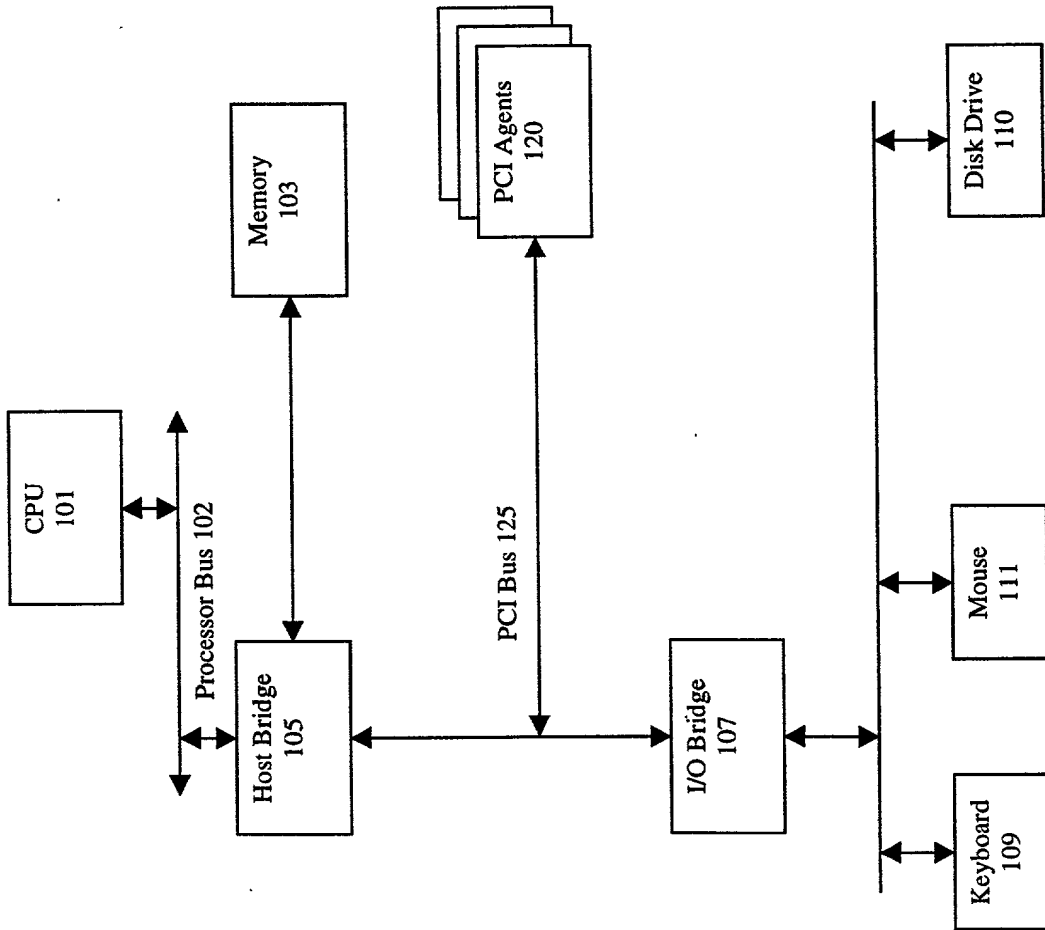 CPU
101
Processor Bus 102
Host Bridge
105
Memory
103
PCI Bus 125
PCI Agents
120
I/O Bridge
107
Keyboard
109
Mouse
111
Disk Drive
110